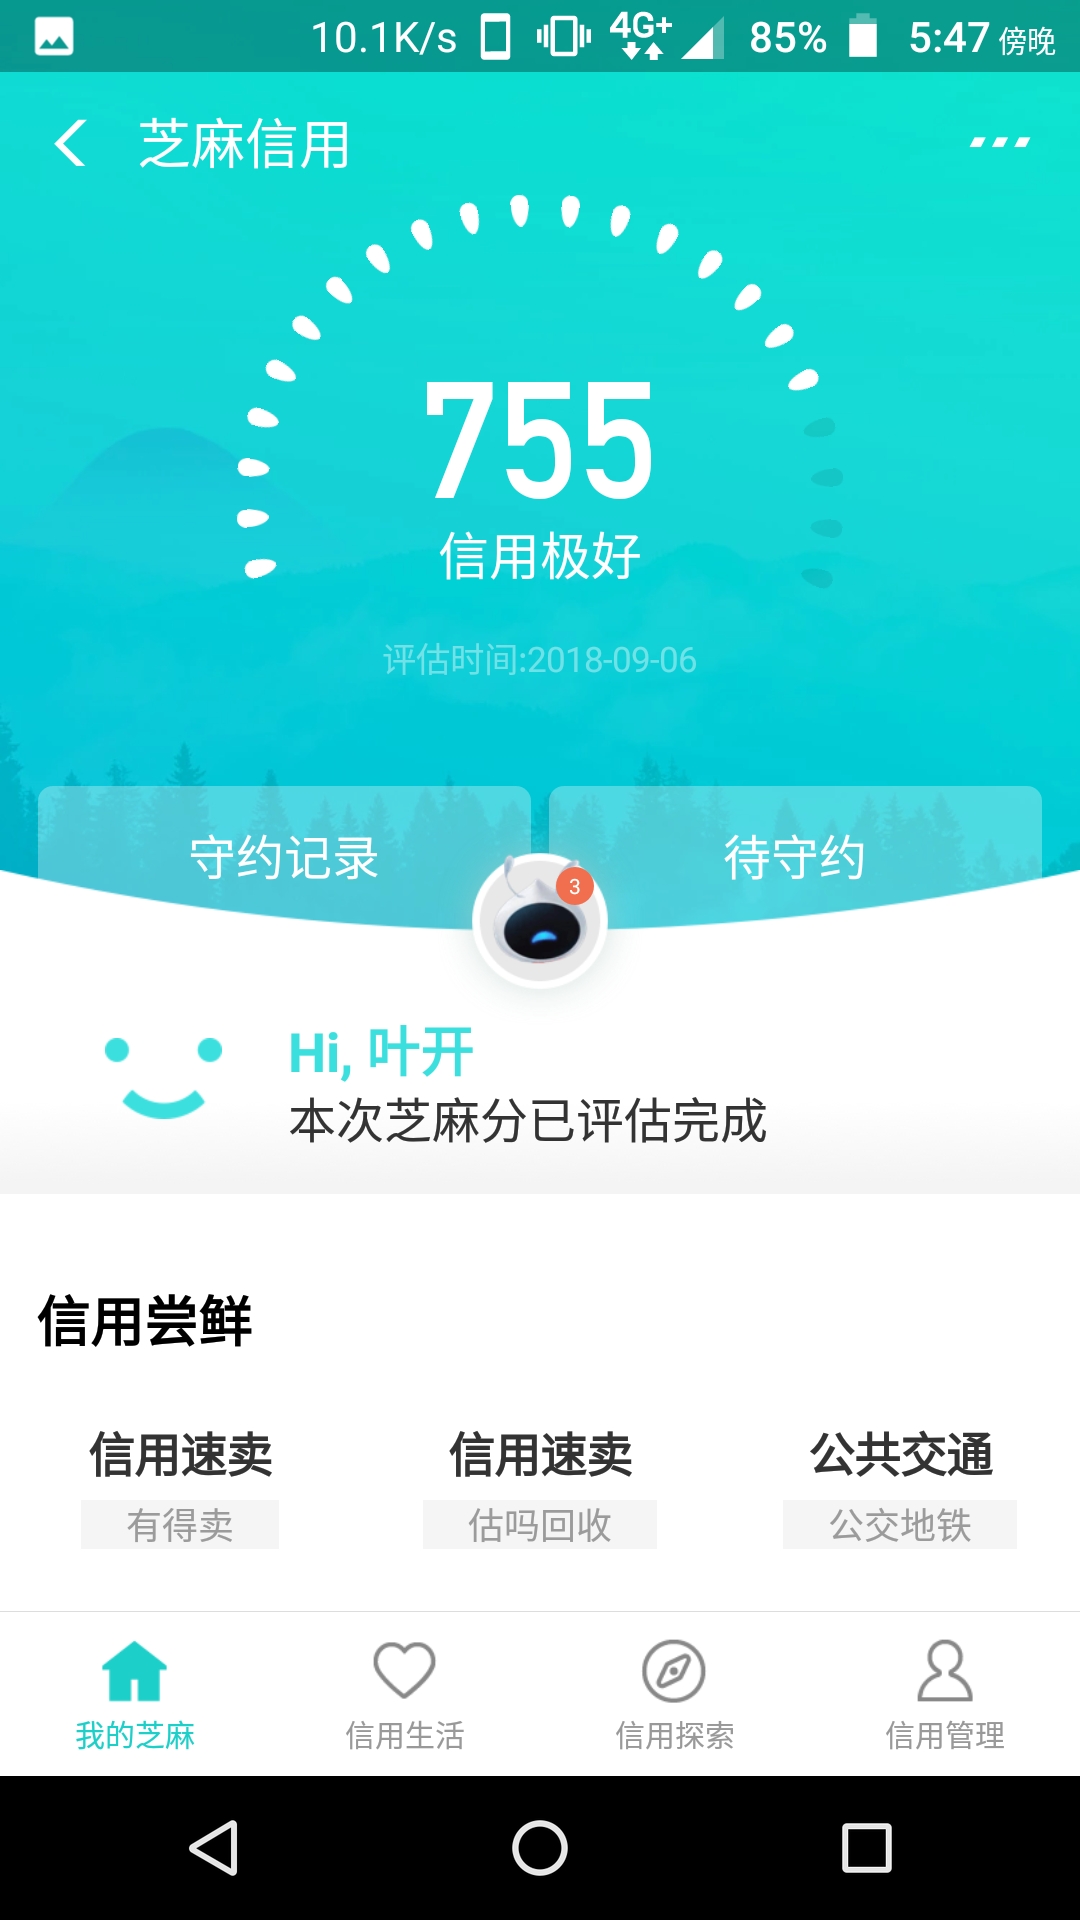 10.1K/s 4G+ 85% 5:47 傍晚
芝麻信用
755
信用极好
评估时间:2018-09-06
守约记录 待守约
3
Hi, 叶开
本次芝麻分已评估完成
信用尝鲜
信用速卖 信用速卖 公共交通
有得卖 估吗回收 公交地铁
我的芝麻 信用生活 信用探索 信用管理